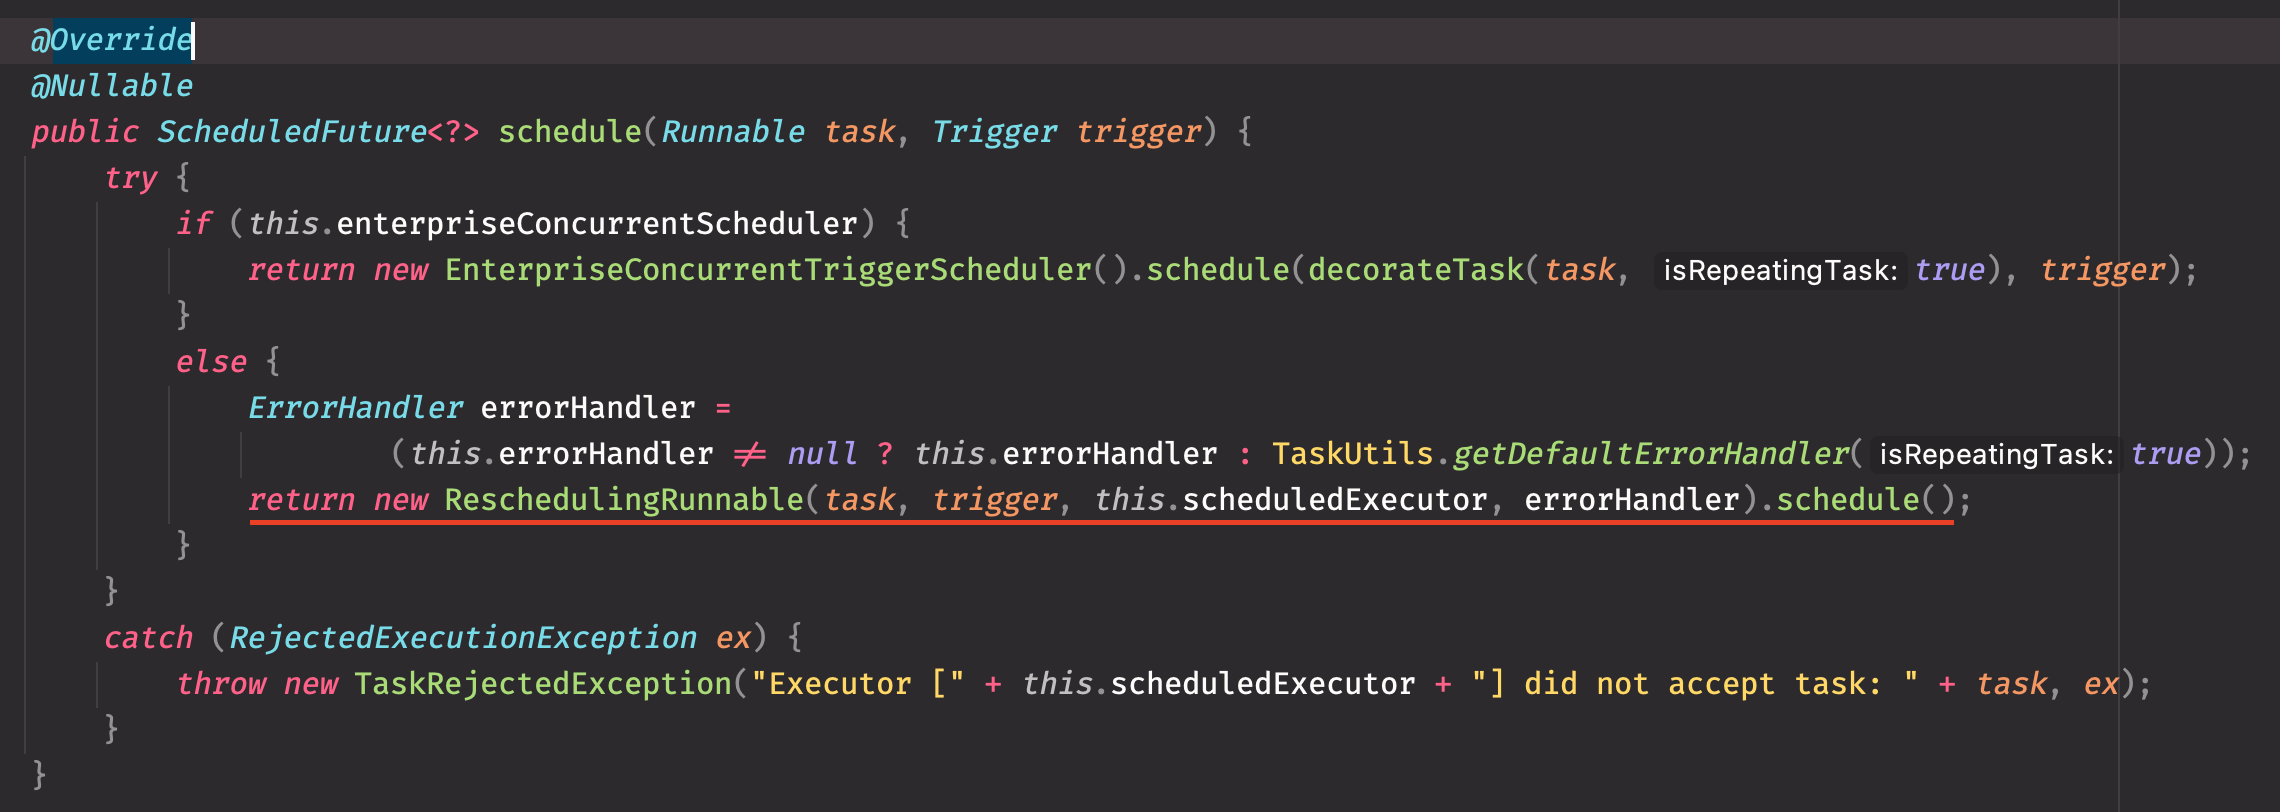 @Override
@Nullable
public ScheduledFuture<?> schedule(Runnable task, Trigger trigger) {
try {
if (this.enterpriseConcurrentScheduler) {
return new EnterpriseConcurrentTriggerScheduler().schedule(decorateTask(task, isRepeatingTask: true), trigger);
}
else {
ErrorHandler errorHandler =
(this.errorHandler != null ? this.errorHandler : TaskUtils.getDefaultErrorHandler( isRepeatingTask: true));
return new ReschedulingRunnable(task, trigger, this.scheduledExecutor, errorHandler).schedule();
}
}
catch (RejectedExecutionException ex) {
throw new TaskRejectedException("Executor [" + this.scheduledExecutor + "] did not accept task: " + task, ex);
}
}